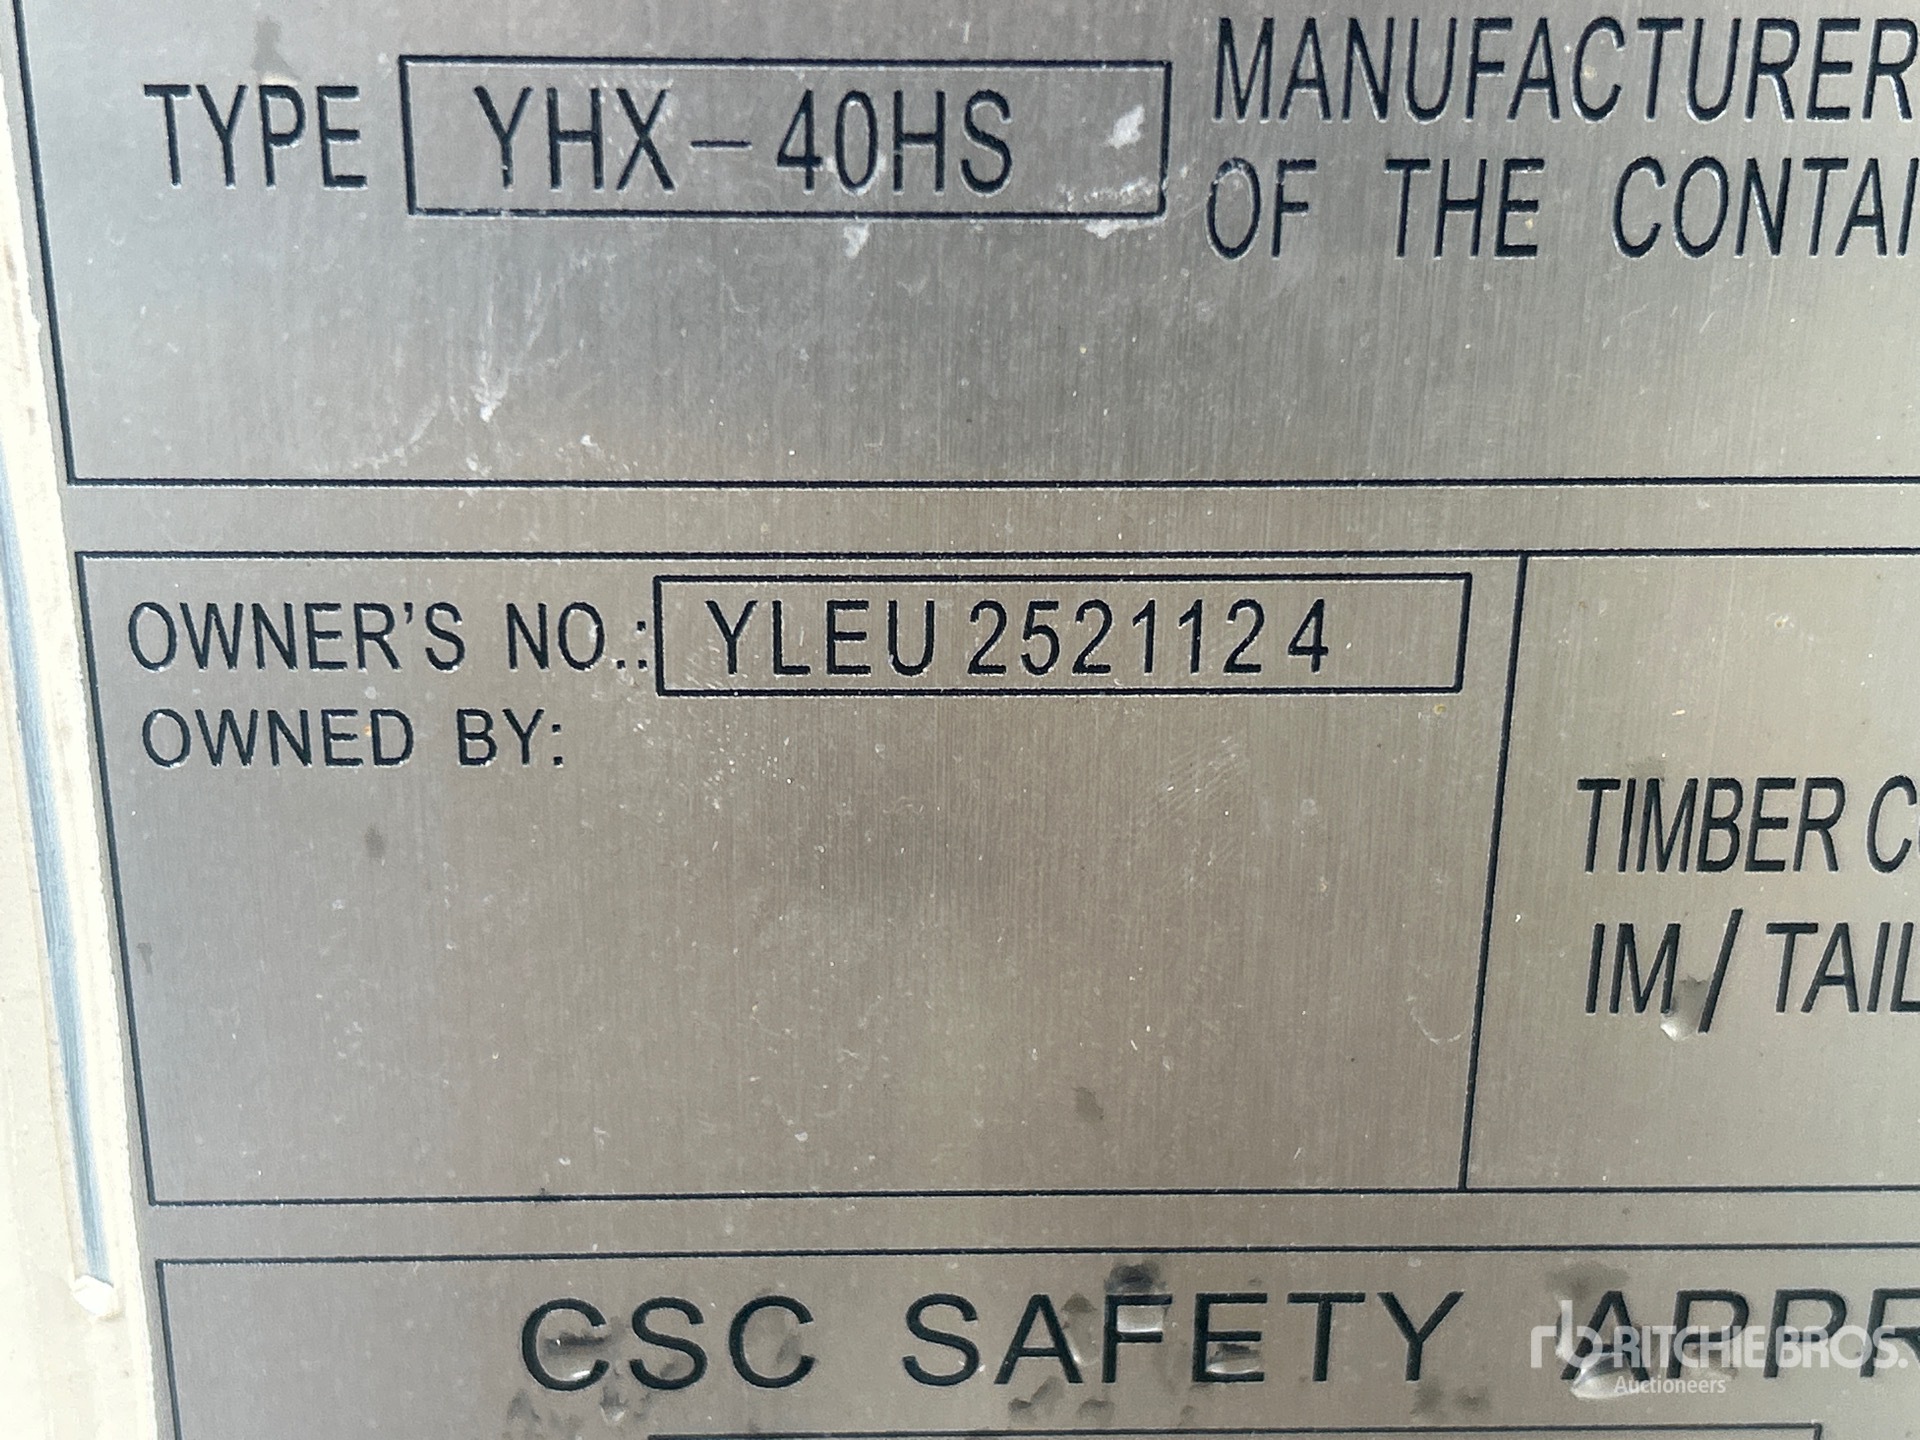 TYPE YHX-40HS
MANUFACTURER
OF THE CONTAI
OWNER'S NO.: YLEU 2521124
OWNED BY:
TIMBER C
IM / TAIL
CSC SAFETY APPR
rb RITCHIE BROS.
Auctioneers